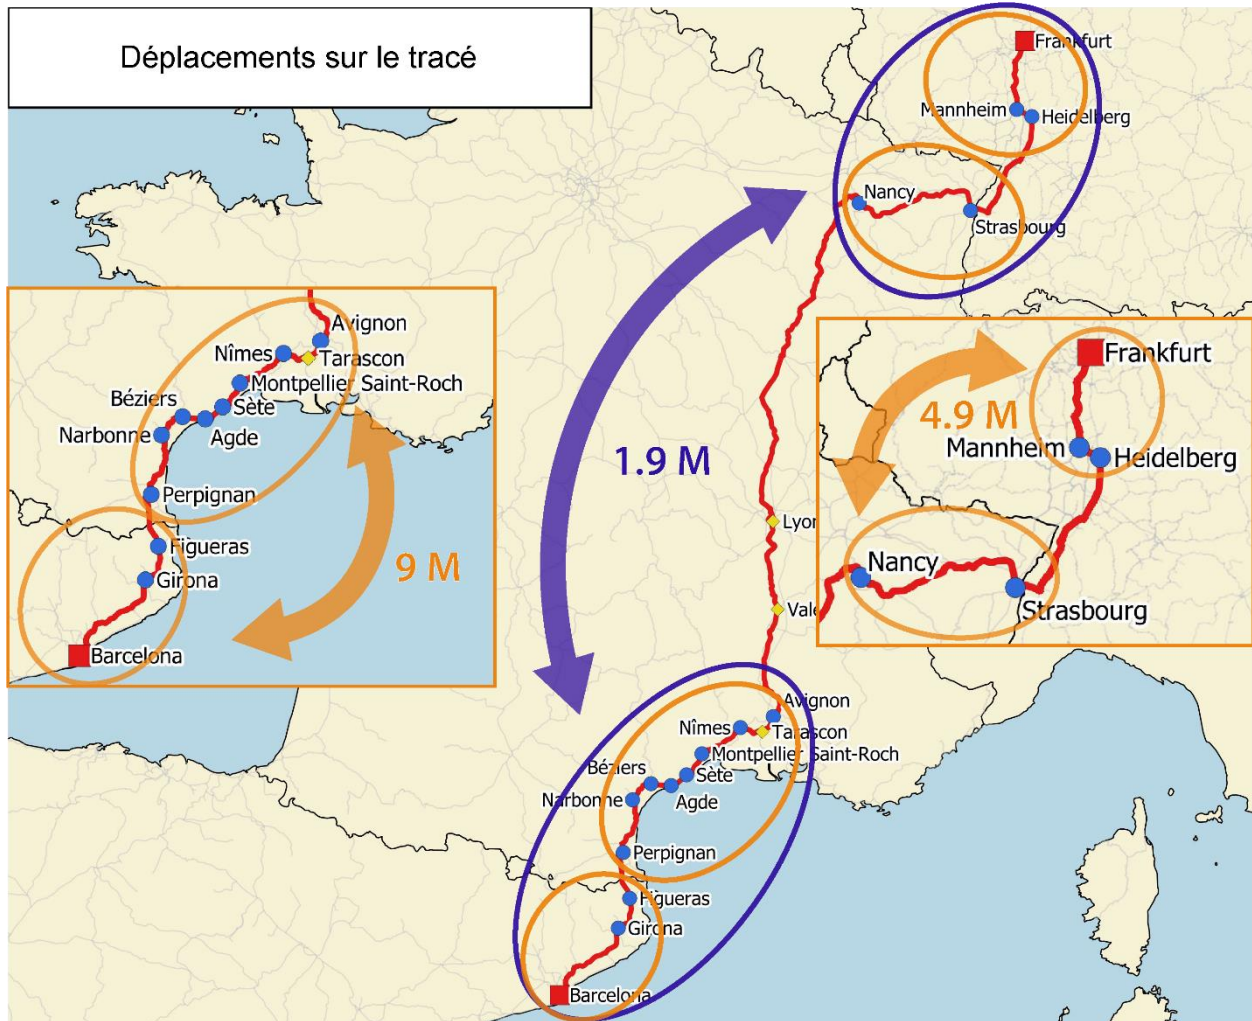 Déplacements sur le tracé
Frankfurt
Mannheim
Heidelberg
Nancy
Strasbourg
1.9 M
Lyon
Avignon
Nîmes
Tarascon
Montpellier Saint-Roch
Béziers
Sète
Narbonne
Agde
Perpignan
Figueras
Girona
Barcelona
Avignon
Nîmes
Tarascon
Montpellier Saint-Roch
Béziers
Sète
Narbonne
Agde
Perpignan
Figueras
9 M
Girona
Barcelona
Frankfurt
4.9 M
Mannheim
Heidelberg
Nancy
Strasbourg